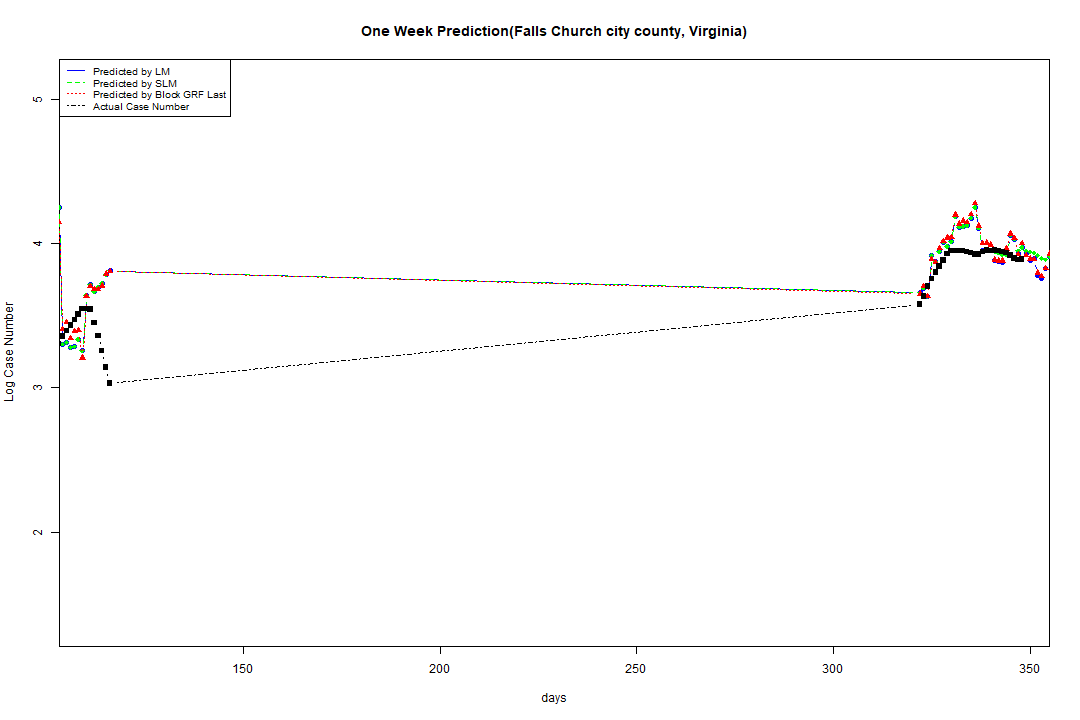 One Week Prediction(Falls Church city county, Virginia)
Predicted by LM
Predicted by SLM
Predicted by Block GRF Last
Actual Case Number
5
4
3
2
Log Case Number
150 200 250 300 350
days